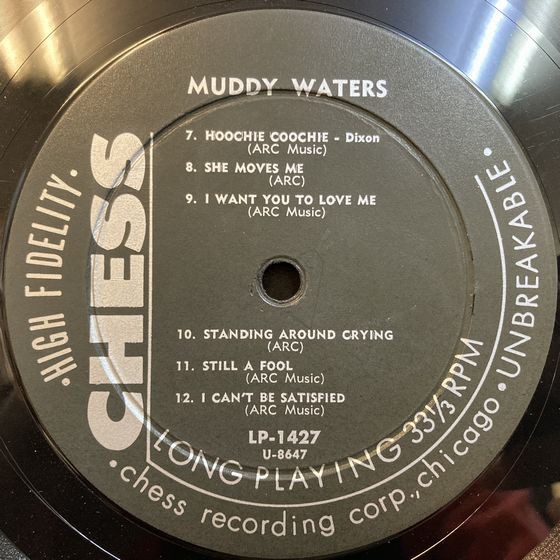 MUDDY WATERS
7. HOOCHIE COOCHIE - Dixon
(ARC Music)
8. SHE MOVES ME
(ARC)
9. I WANT YOU TO LOVE ME
(ARC Music)
10. STANDING AROUND CRYING
(ARC)
11. STILL A FOOL
(ARC Music)
12. I CAN'T BE SATISFIED
(ARC Music)
LP-1427
U-8647
CHESS
LONG PLAYING 33⅓ RPM
• HIGH FIDELITY •
• chess recording corp., chicago • UNBREAKABLE •